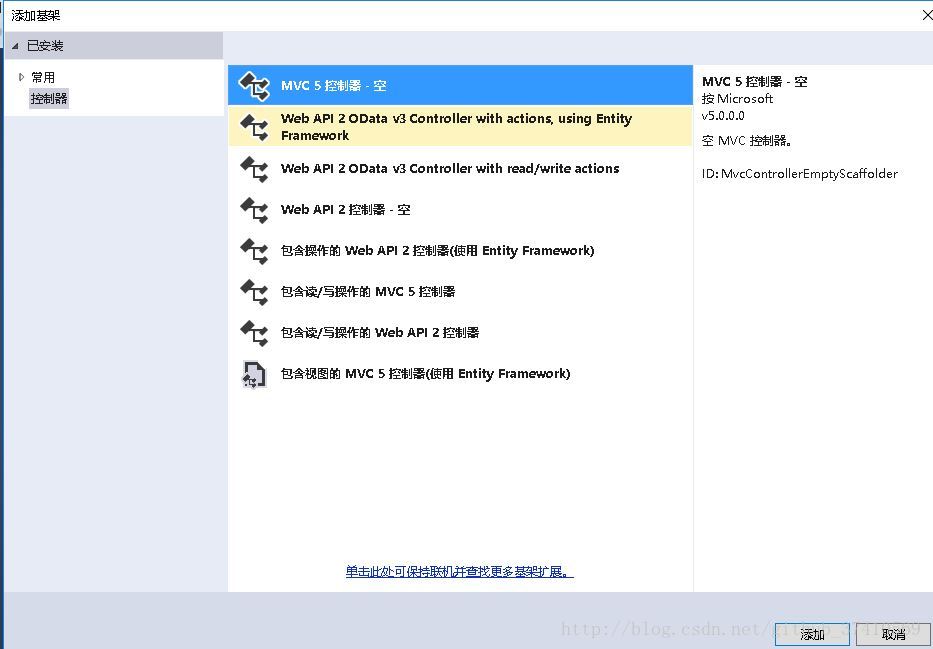 添加基架
已安装
常用
控制器
MVC 5 控制器 - 空
Web API 2 OData v3 Controller with actions, using Entity
Framework
Web API 2 OData v3 Controller with read/write actions
Web API 2 控制器 - 空
包含操作的 Web API 2 控制器(使用 Entity Framework)
包含读/写操作的 MVC 5 控制器
包含读/写操作的 Web API 2 控制器
包含视图的 MVC 5 控制器(使用 Entity Framework)
单击此处可保持联机并查找更多基架扩展。
MVC 5 控制器 - 空
按 Microsoft
v5.0.0.0
空 MVC 控制器。
ID: MvcControllerEmptyScaffolder
添加
取消